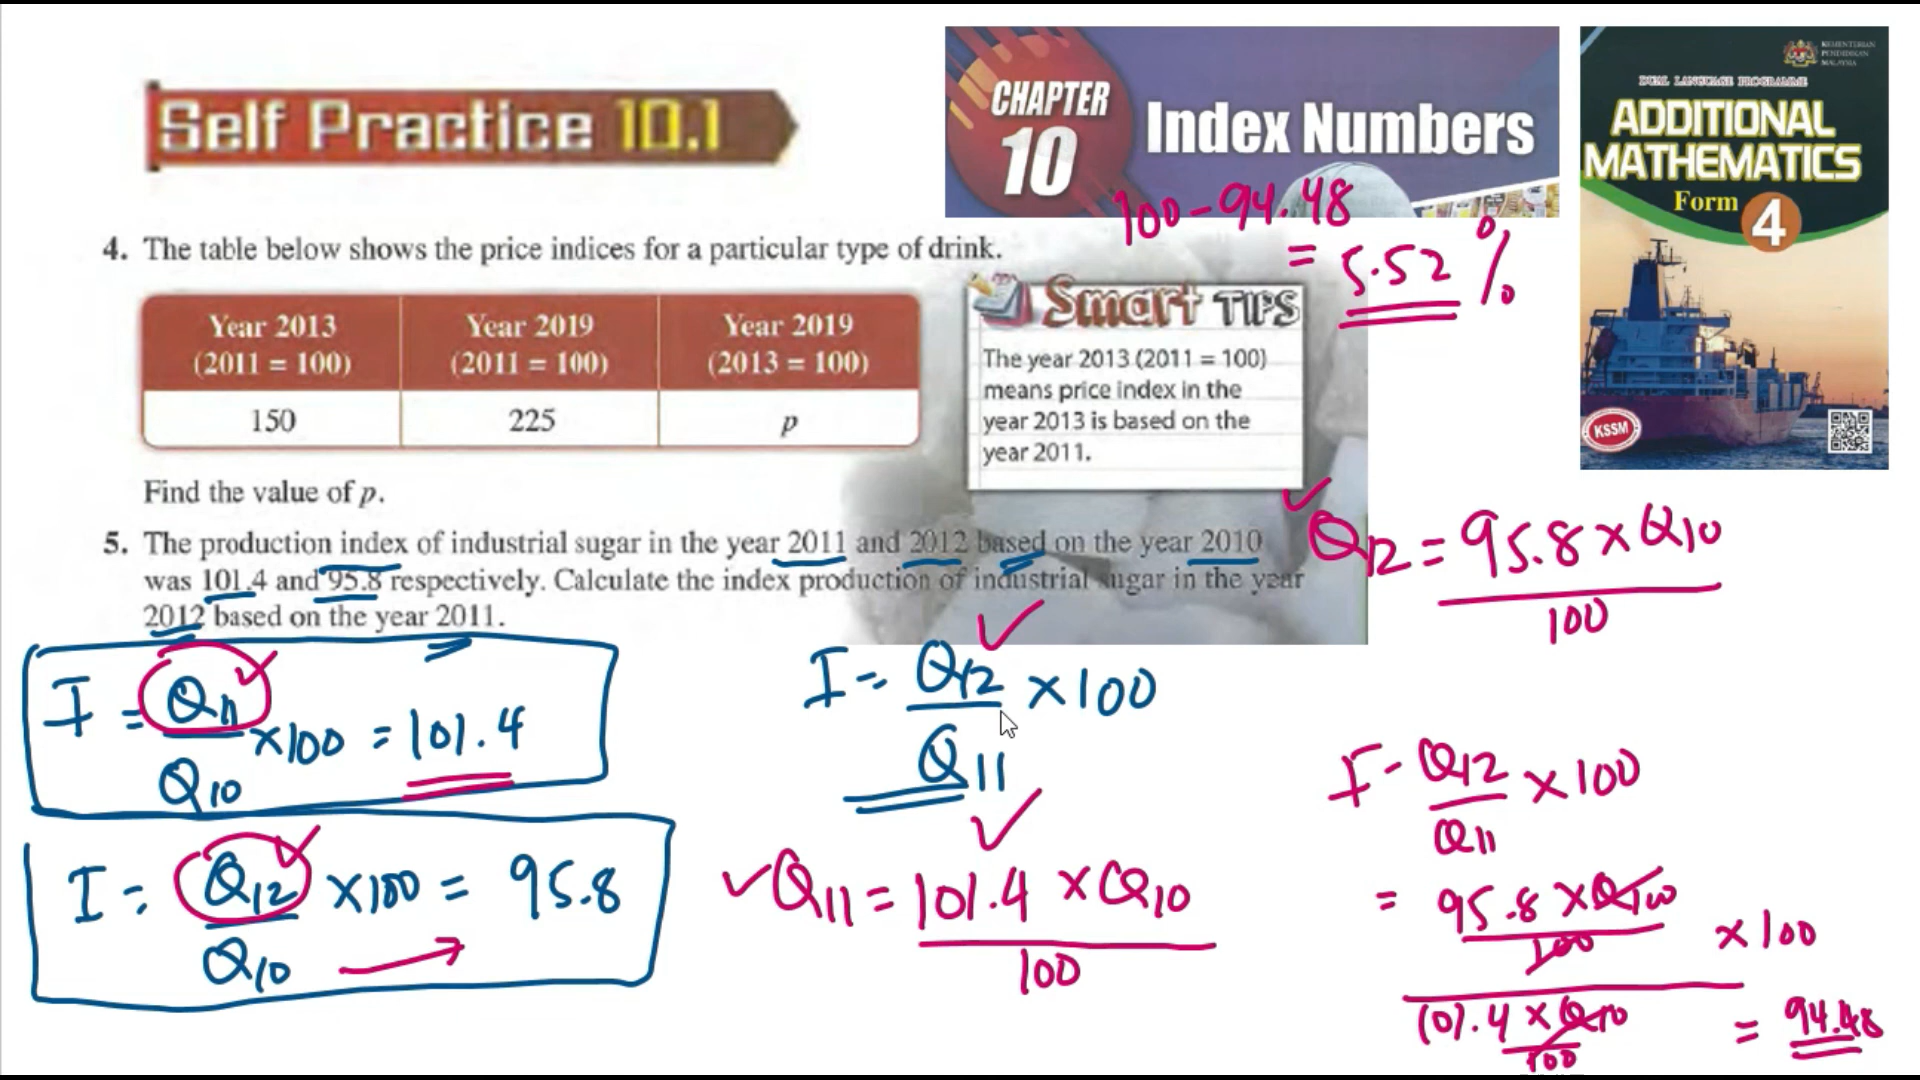 Self Practice 10.1
CHAPTER
10
Index Numbers
KEMENTERIAN
PENDIDIKAN
MALAYSIA
DUAL LANGUAGE PROGRAMME
ADDITIONAL
MATHEMATICS
Form 4
KSSM
100 - 94.48
= 5.52 %
4. The table below shows the price indices for a particular type of drink.
Year 2013 (2011 = 100)
Year 2019 (2011 = 100)
Year 2019 (2013 = 100)
150
225
p
Smart TIPS
The year 2013 (2011 = 100)
means price index in the
year 2013 is based on the
year 2011.
Find the value of p.
5. The production index of industrial sugar in the year 2011 and 2012 based on the year 2010
was 101.4 and 95.8 respectively. Calculate the index production of industrial sugar in the year
2012 based on the year 2011.
I = Q11/Q10 × 100 = 101.4
I = Q12/Q10 × 100 = 95.8
I = Q12/Q11 × 100
Q11 = 101.4 × Q10/100
Q12 = 95.8 × Q10/100
I = Q12/Q11 × 100
= 95.8 × Q10/100
× 100
101.4 × Q10/100
= 94.48